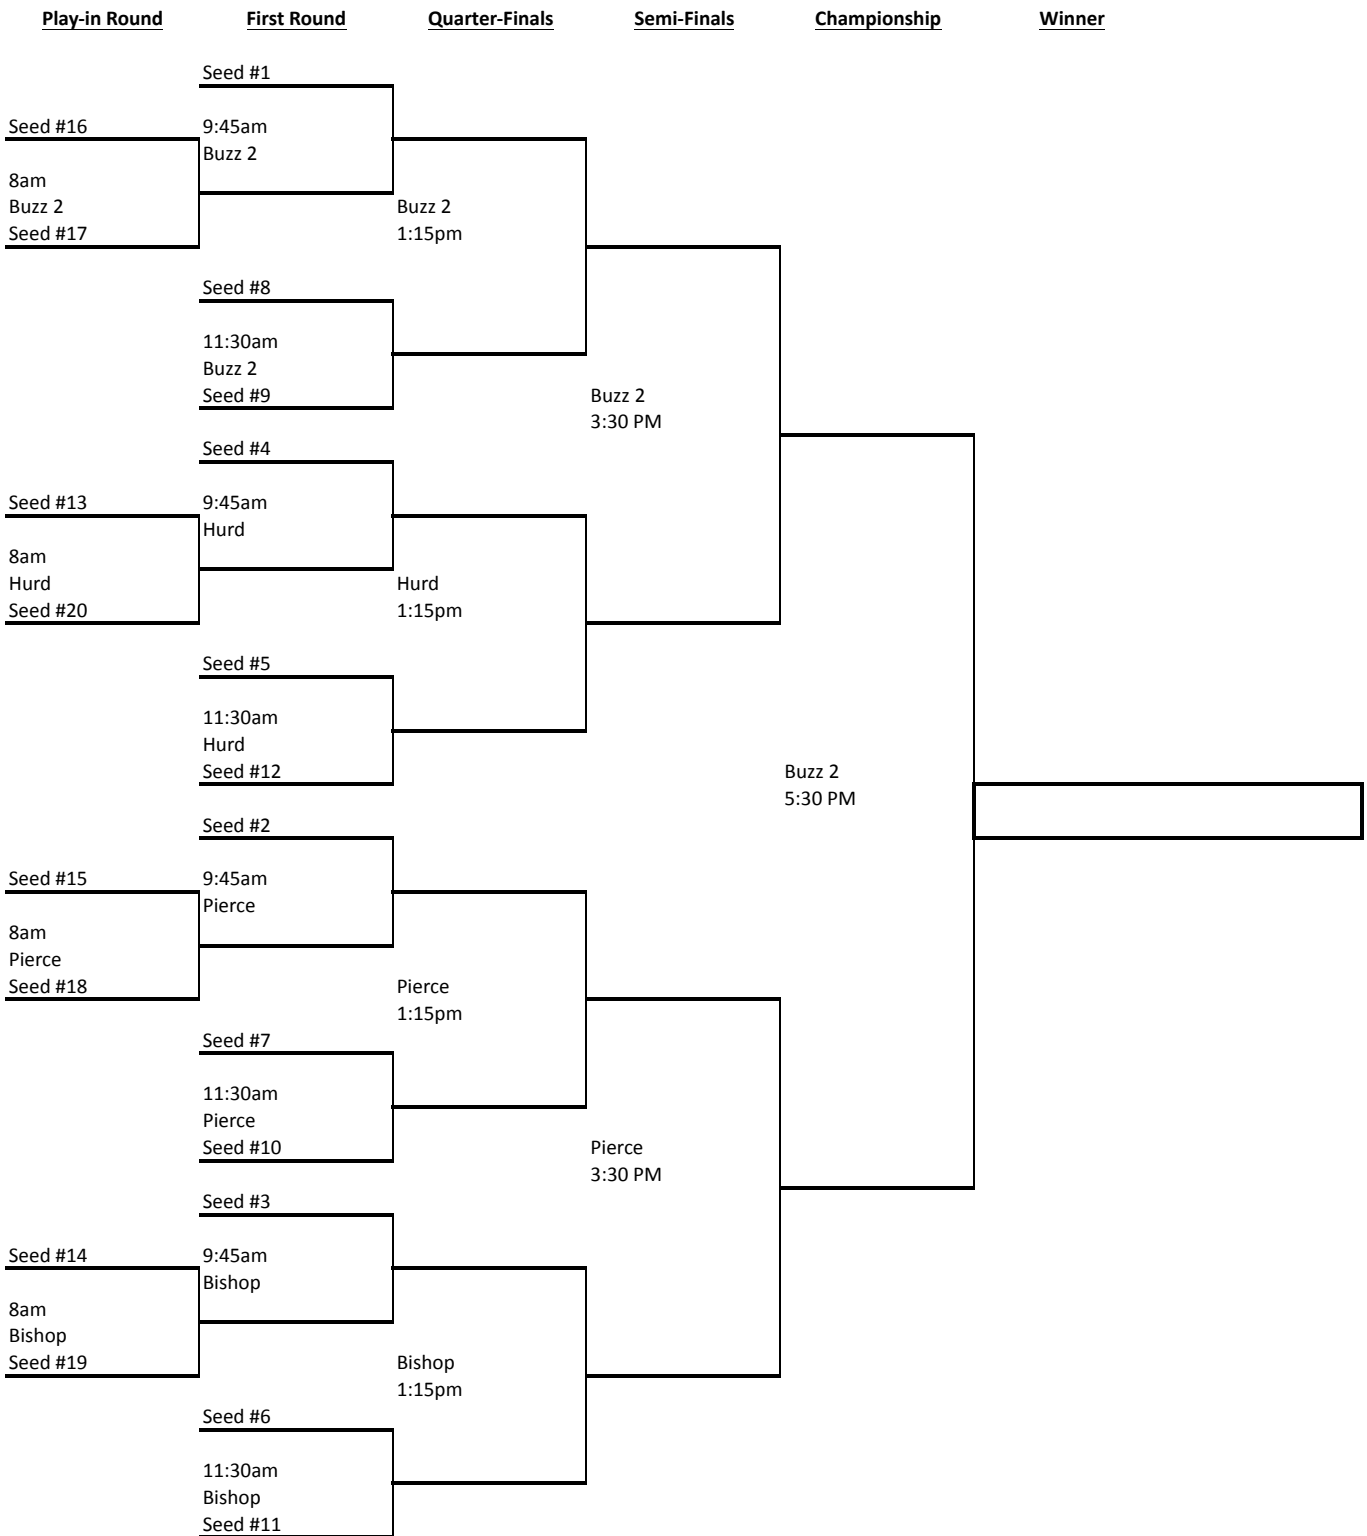 Play-in Round First Round Quarter-Finals Semi-Finals Championship Winner
Seed #1
Seed #16 9:45am
Buzz 2
8am
Buzz 2 Buzz 2
Seed #17 1:15pm
Seed #8
11:30am
Buzz 2
Seed #9 Buzz 2
3:30 PM
Seed #4
Seed #13 9:45am
Hurd
8am
Hurd Hurd
Seed #20 1:15pm
Seed #5
11:30am
Hurd
Seed #12 Buzz 2
5:30 PM
Seed #2
Seed #15 9:45am
Pierce
8am
Pierce
Seed #18 Pierce
1:15pm
Seed #7
11:30am
Pierce
Seed #10 Pierce
3:30 PM
Seed #3
Seed #14 9:45am
Bishop
8am
Bishop
Seed #19 Bishop
1:15pm
Seed #6
11:30am
Bishop
Seed #11